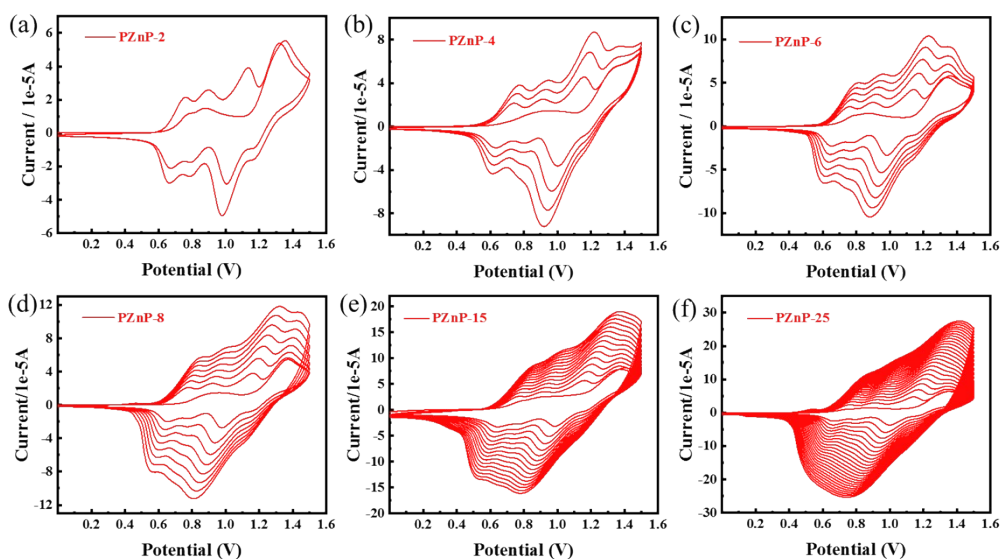 (a)
PZnP-2
Current / 1e-5A
6
4
2
0
-2
-4
-6
0.2 0.4 0.6 0.8 1.0 1.2 1.4 1.6
Potential (V)
(b)
PZnP-4
Current/1e-5A
8
4
0
-4
-8
0.2 0.4 0.6 0.8 1.0 1.2 1.4 1.6
Potential (V)
(c)
PZnP-6
Current / 1e-5A
10
5
0
-5
-10
0.2 0.4 0.6 0.8 1.0 1.2 1.4 1.6
Potential (V)
(d)
PZnP-8
Current/1e-5A
12
8
4
0
-4
-8
-12
0.2 0.4 0.6 0.8 1.0 1.2 1.4 1.6
Potential (V)
(e)
PZnP-15
Current/1e-5A
20
15
10
5
0
-5
-10
-15
-20
0.2 0.4 0.6 0.8 1.0 1.2 1.4 1.6
Potential (V)
(f)
PZnP-25
Current/1e-5A
30
20
10
0
-10
-20
-30
0.2 0.4 0.6 0.8 1.0 1.2 1.4 1.6
Potential (V)